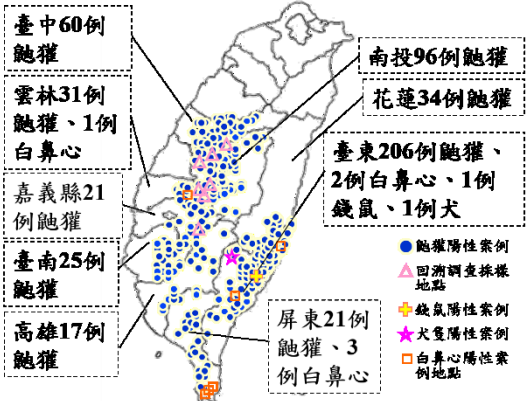 臺中60例
鼬獾
雲林31例
鼬獾、1例
白鼻心
嘉義縣21
例鼬獾
臺南25例
鼬獾
高雄17例
鼬獾
南投96例鼬獾
花蓮34例鼬獾
臺東206例鼬獾、
2例白鼻心、1例
錢鼠、1例犬
鼬獾陽性案例
回溯調查採樣
地點
錢鼠陽性案例
犬隻陽性案例
白鼻心陽性案
例地點
屏東21例
鼬獾、3
例白鼻心